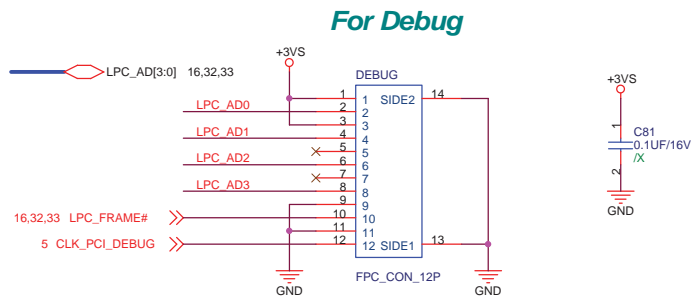 For Debug
+3VS
DEBUG
LPC_AD[3:0] 16,32,33
+3VS
1 1 SIDE2 14
LPC_AD0 2 2
3 3
LPC_AD1 4 4
5 5
LPC_AD2 6 6
7 7
LPC_AD3 8 8
9 9
16,32,33 LPC_FRAME# 10 10
11 11
5 CLK_PCI_DEBUG 12 12 SIDE1 13
FPC_CON_12P
GND
GND
1
C81
0.1UF/16V
/X
2
GND